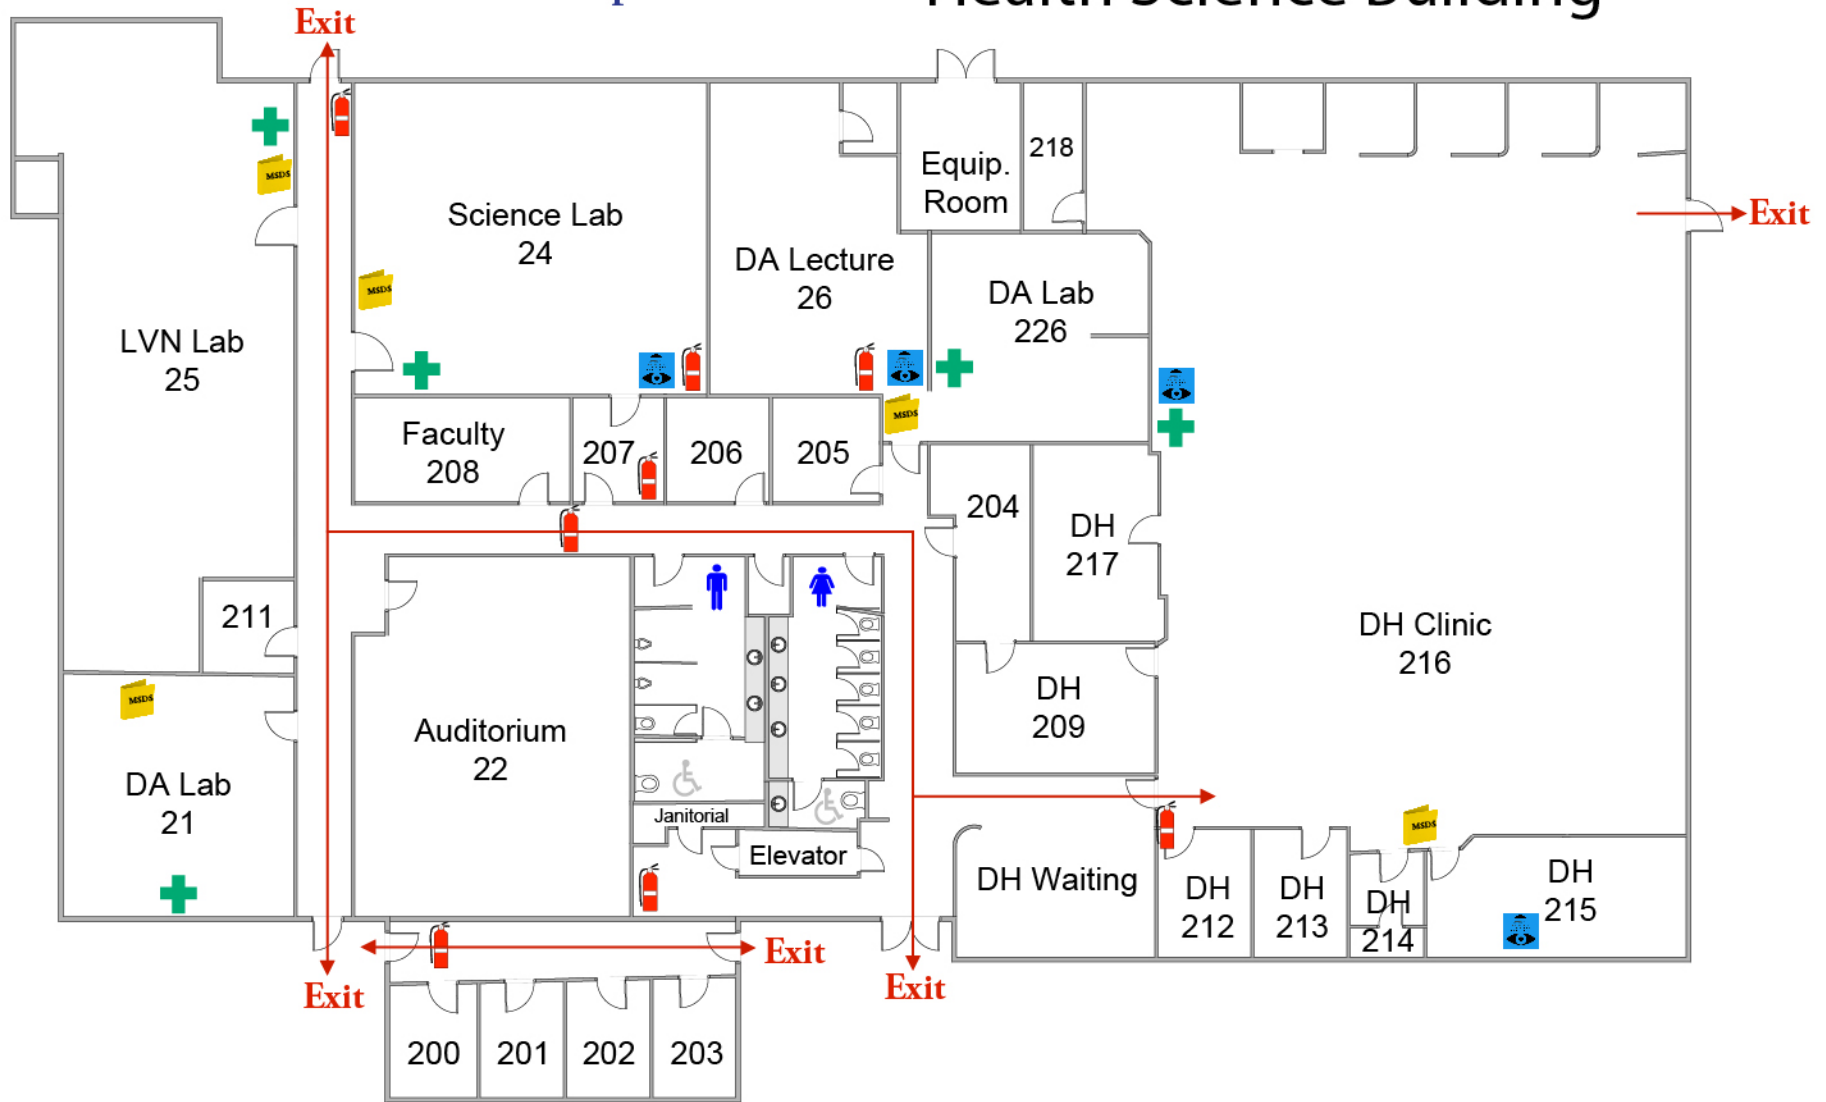 Health Science Building
Exit
MSDS
Science Lab
24
MSDS
LVN Lab
25
DA Lecture
26
Equip.
Room
218
Exit
DA Lab
226
MSDS
Faculty
208
207
206
205
204
DH
217
211
DH Clinic
216
DH
209
MSDS
DA Lab
21
Auditorium
22
Janitorial
Elevator
DH Waiting
DH
212
DH
213
DH
214
MSDS
DH
215
Exit
Exit
Exit
200
201
202
203